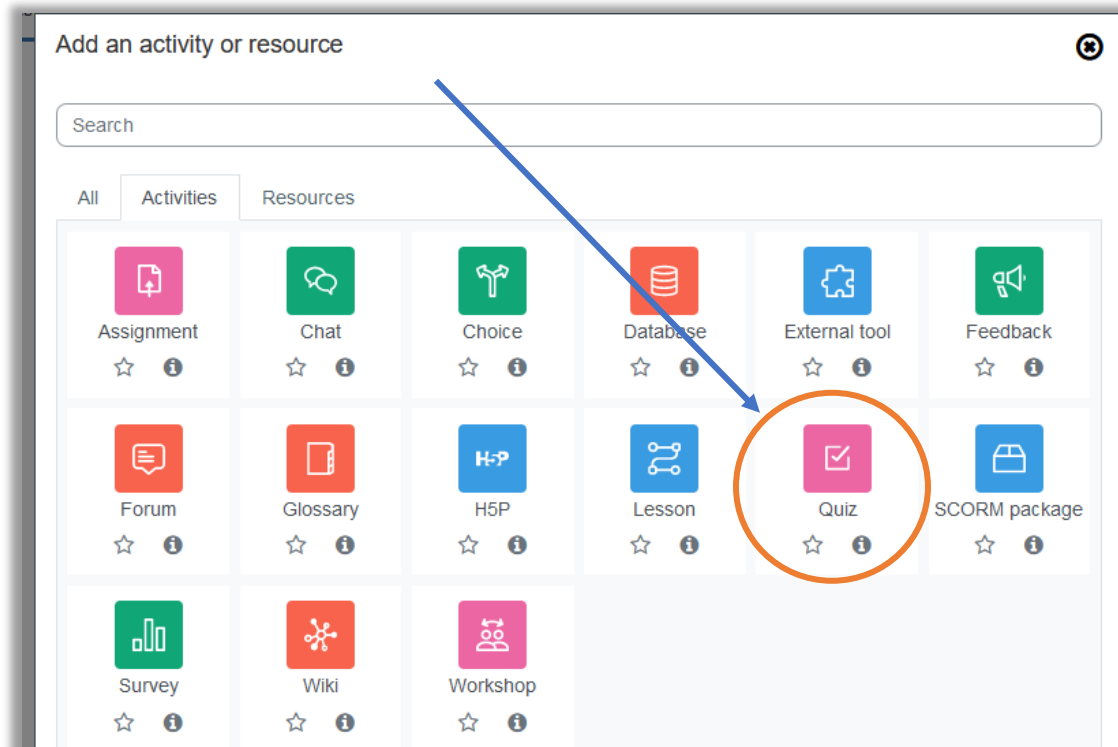 Add an activity or resource
Search
All Activities Resources
Assignment Chat Choice Database External tool Feedback
H5P
Forum Glossary H5P Lesson Quiz SCORM package
Survey Wiki Workshop